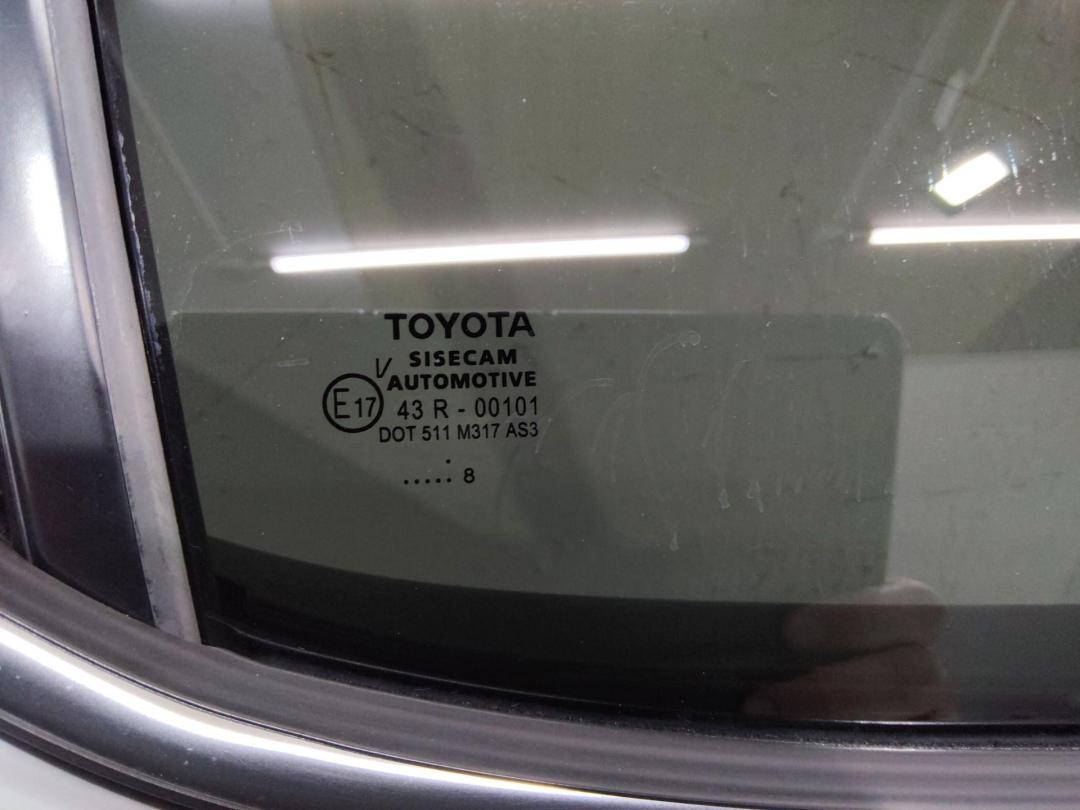 TOYOTA
SISECAM
V AUTOMOTIVE
E17 43 R - 00101
DOT 511 M317 AS3
..... : 8